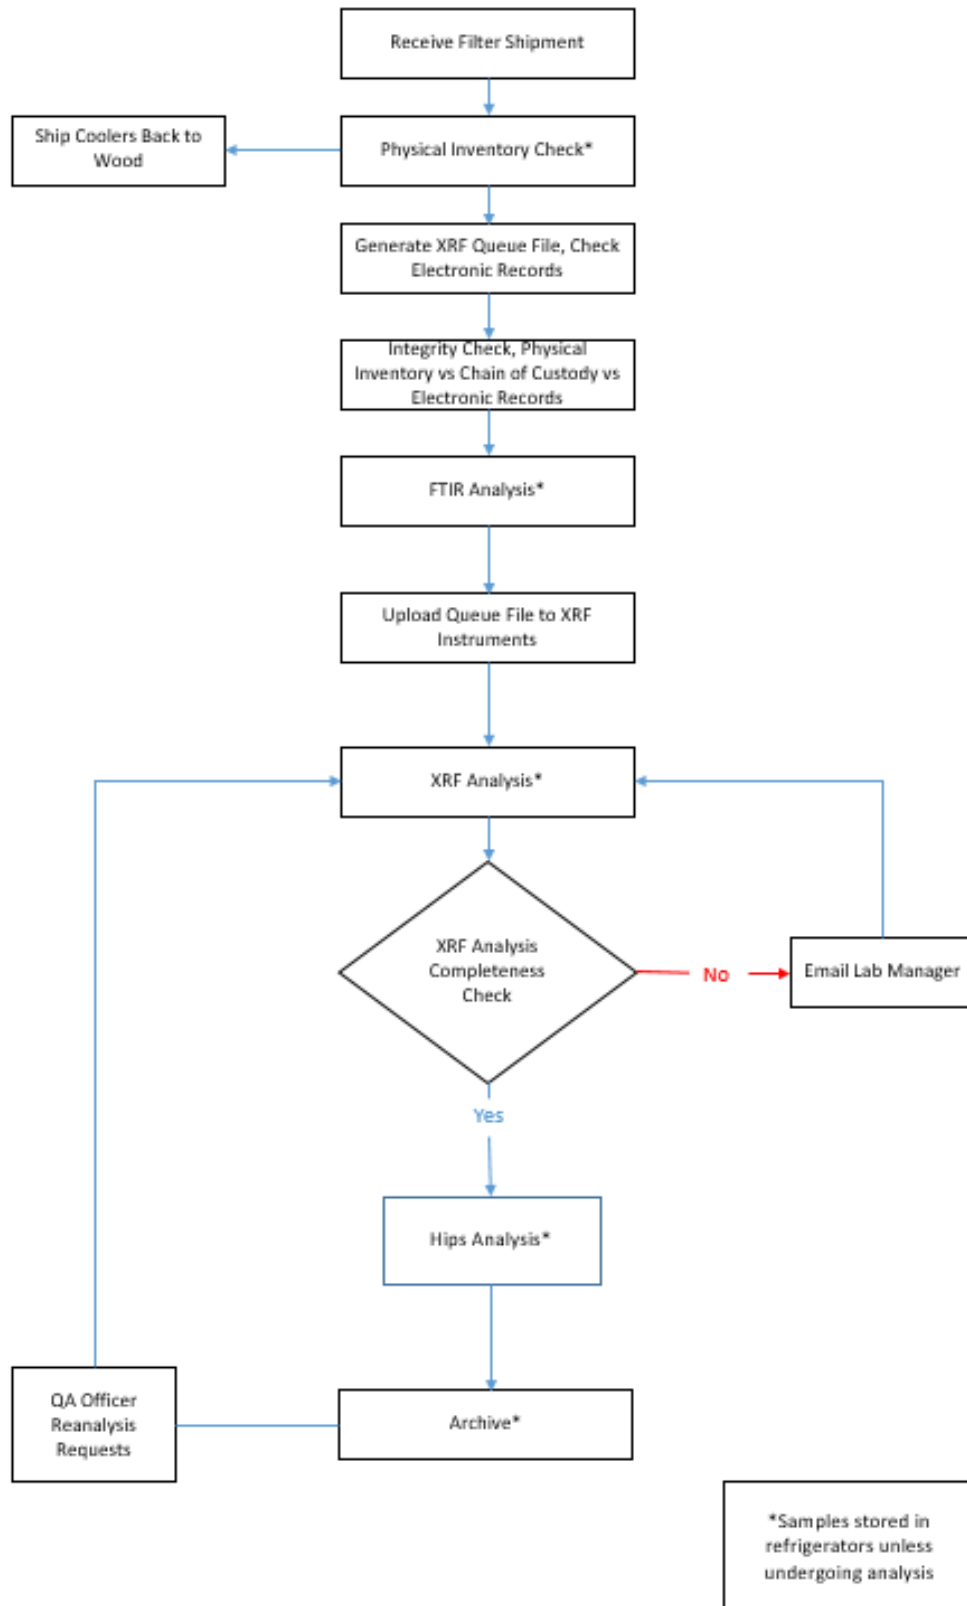 Receive Filter Shipment
Ship Coolers Back to
Wood
Physical Inventory Check*
Generate XRF Queue File, Check
Electronic Records
Integrity Check, Physical
Inventory vs Chain of Custody vs
Electronic Records
FTIR Analysis*
Upload Queue File to XRF
Instruments
XRF Analysis*
XRF Analysis
Completeness
Check
No
Email Lab Manager
Yes
Hips Analysis*
QA Officer
Reanalysis
Requests
Archive*
*Samples stored in
refrigerators unless
undergoing analysis